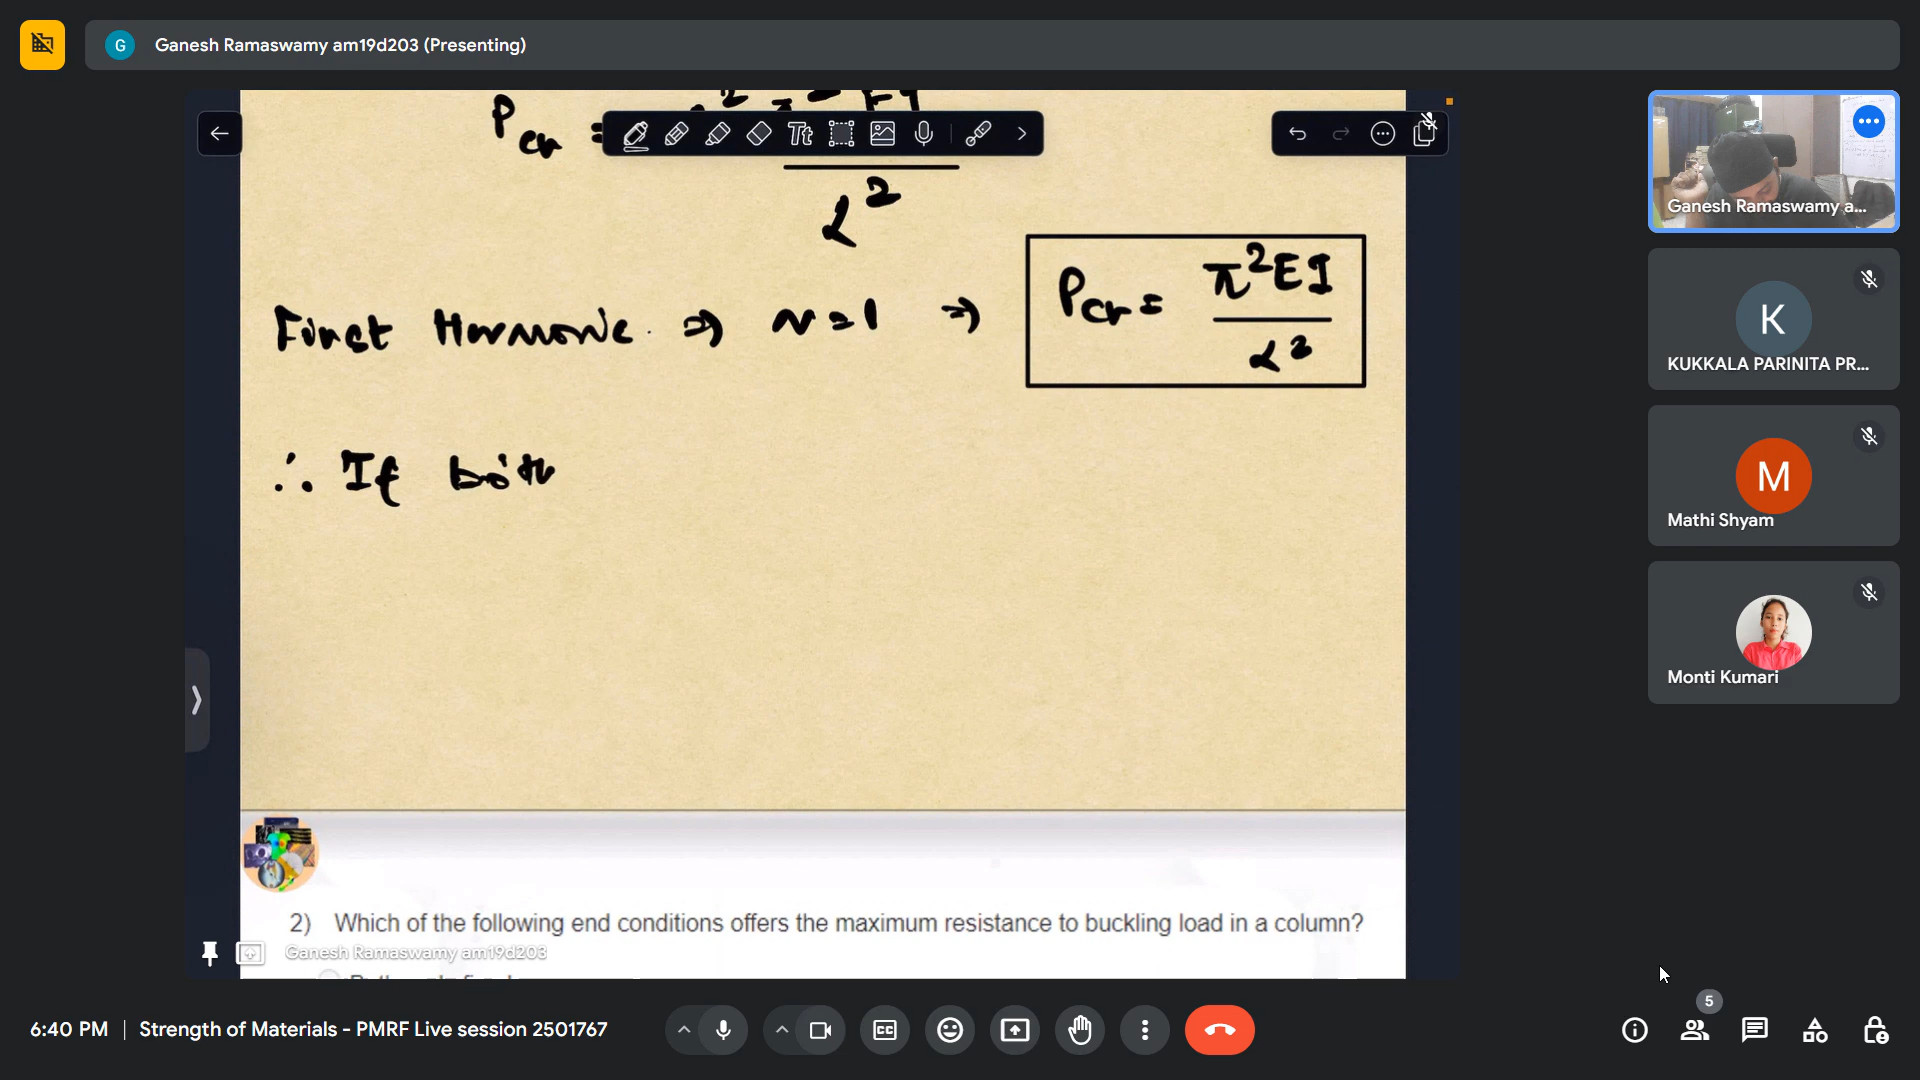 G Ganesh Ramaswamy am19d203 (Presenting)
Pcr =
L²
First Harmonic ⇒ n=1 ⇒ Pcr = π²EI / L²
∴ If both
2) Which of the following end conditions offers the maximum resistance to buckling load in a column?
Ganesh Ramaswamy am19d203
Tt
Ganesh Ramaswamy a...
K
KUKKALA PARINITA PR...
M
Mathi Shyam
Monti Kumari
6:40 PM | Strength of Materials - PMRF Live session 2501767
CC
5